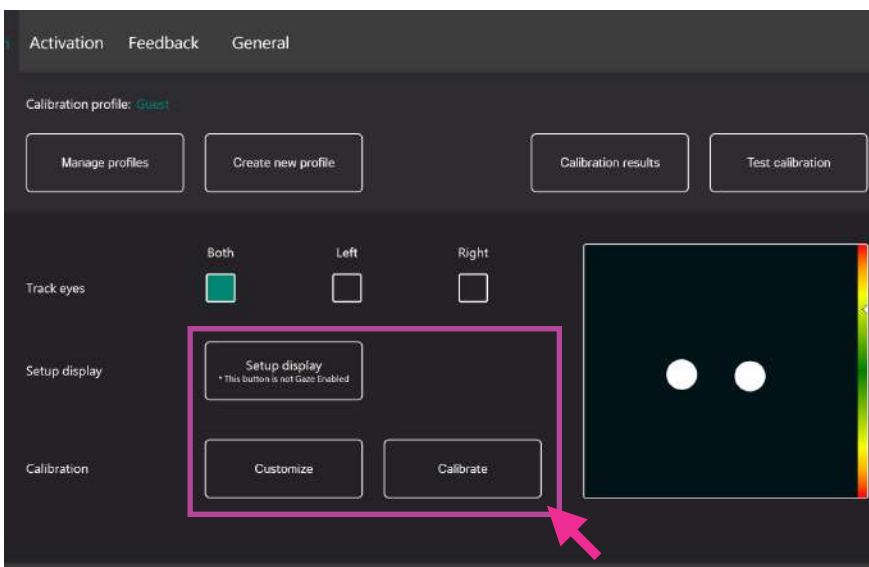 Activation Feedback General
Calibration profile: Guest
Manage profiles Create new profile Calibration results Test calibration
Both Left Right
Track eyes
Setup display Setup display
* This button is not Gaze Enabled
Calibration Customize Calibrate